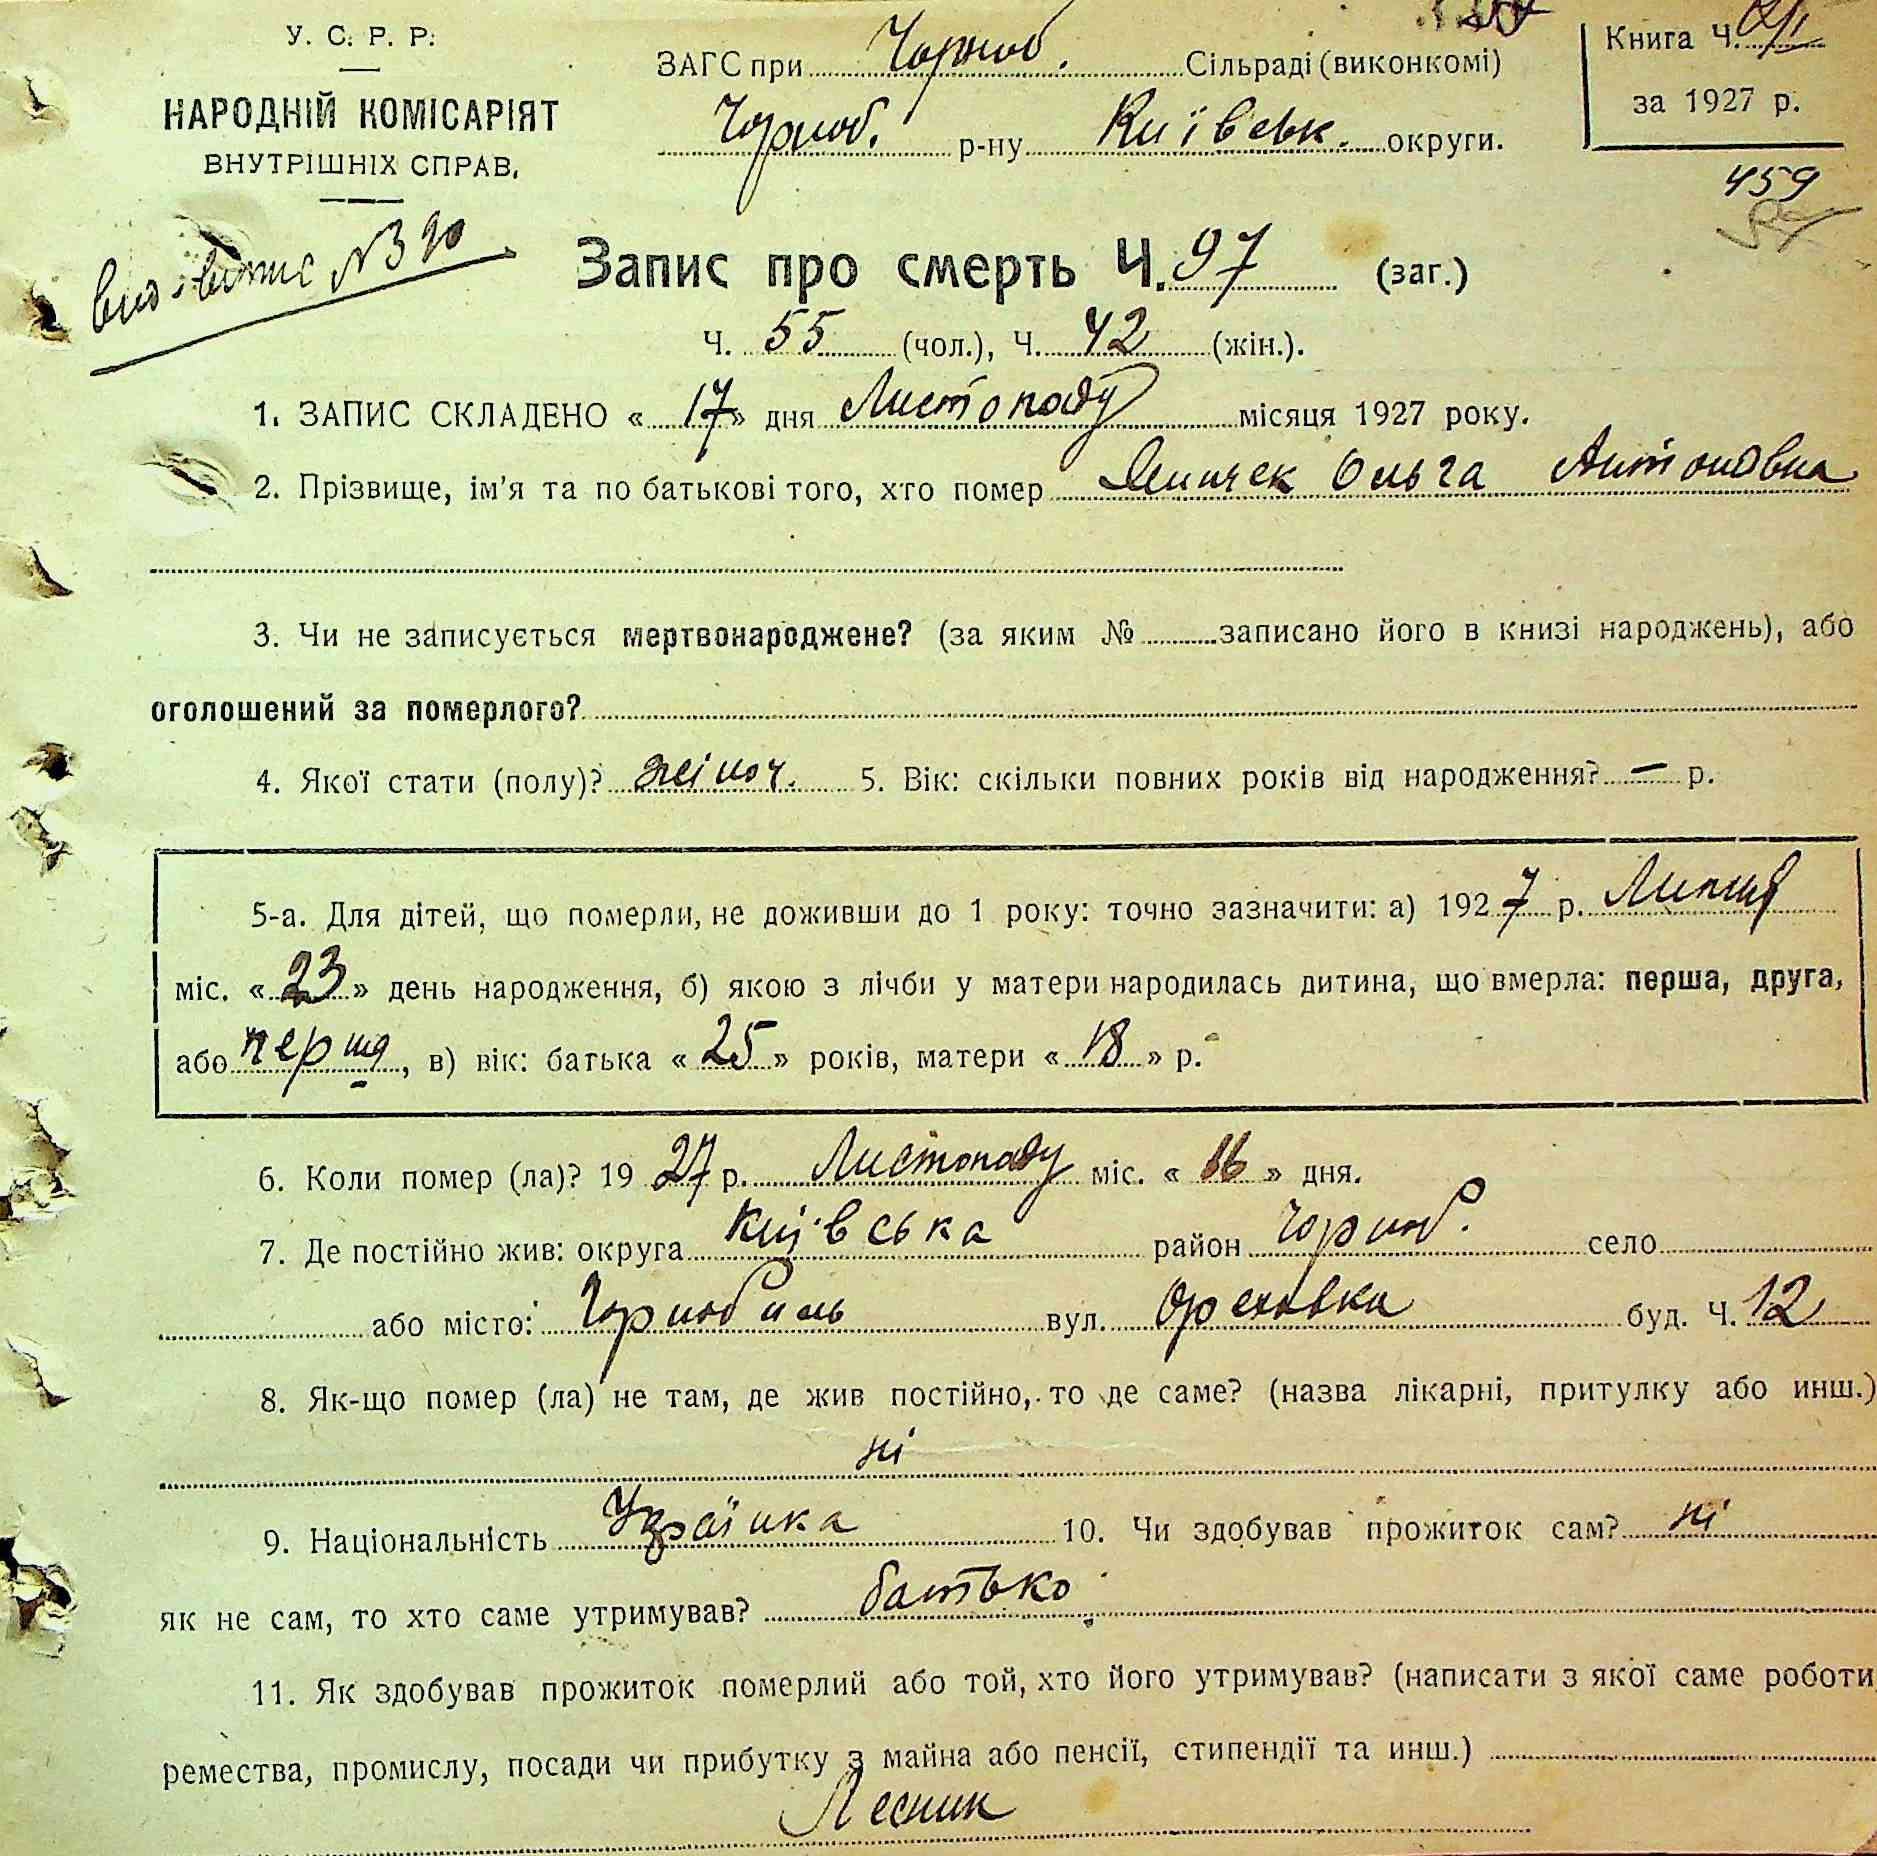 У. С. Р. Р.
НАРОДНІЙ КОМІСАРІЯТ
ВНУТРІШНІХ СПРАВ.
ЗАГС при Чорноб. Сільраді (виконкомі)
Чорноб. р-ну Київськ. округи.
Книга Ч.
за 1927 р.
459
Запис про смерть Ч. 97 (заг.)
Ч. 55 (чол.), Ч. 42 (жін.).
1. ЗАПИС СКЛАДЕНО «17» дня Листопаду місяця 1927 року.
2. Прізвище, ім'я та по батькові того, хто помер Ольга Антоновна
3. Чи не записується мертвонароджене? (за яким № записано його в книзі народжень), або
оголошений за померлого?
4. Якої стати (полу)? жіноч. 5. Вік: скільки повних років від народження? — р.
5-а. Для дітей, що померли, не доживши до 1 року: точно зазначити: а) 1927 р. Липня
міс. «23» день народження, б) якою з лічби у матери народилась дитина, що вмерла: перша, друга,
або перша, в) вік: батька «25» років, матери «18» р.
6. Коли помер (ла)? 1927 р. Листопаду міс. «16» дня.
7. Де постійно жив: округа Київська район Чорноб. село
або місто: Чорнобиль вул. буд. Ч. 12
8. Як-що помер (ла) не там, де жив постійно, то де саме? (назва лікарні, притулку або инш.)
ні
9. Національність Українка 10. Чи здобував прожиток сам? ні
як не сам, то хто саме утримував? батько
11. Як здобував прожиток померлий або той, хто його утримував? (написати з якої саме роботи
ремества, промислу, посади чи прибутку з майна або пенсії, стипендії та инш.)
Лесник